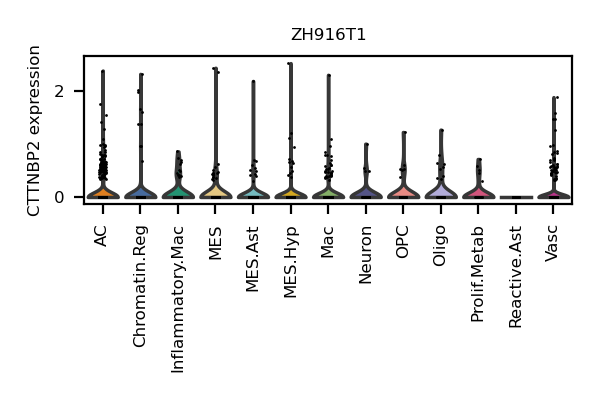 ZH916T1
CTTNBP2 expression
2
0
AC
Chromatin.Reg
Inflammatory.Mac
MES
MES.Ast
MES.Hyp
Mac
Neuron
OPC
Oligo
Prolif.Metab
Reactive.Ast
Vasc